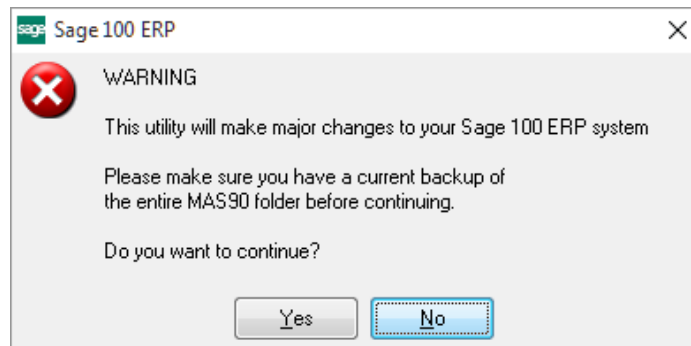 sage Sage 100 ERP
WARNING
This utility will make major changes to your Sage 100 ERP system
Please make sure you have a current backup of
the entire MAS90 folder before continuing.
Do you want to continue?
Yes
No